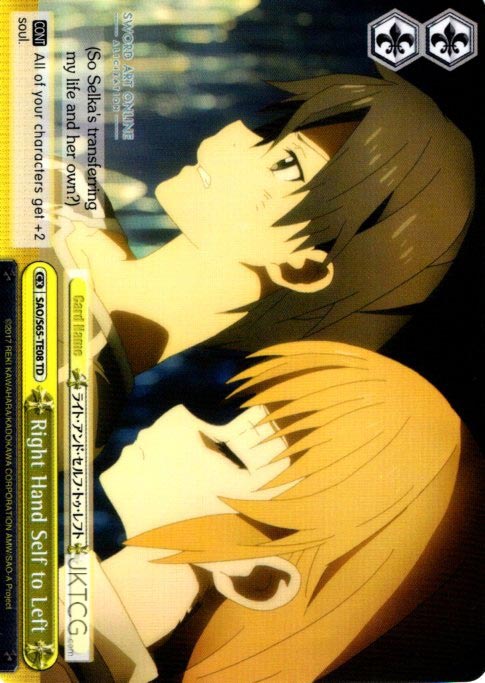 SWORD ART ONLINE
(So Selka's transferring
my life and her own?)
CONT All of your characters get +2
soul.
CX SAO/S65-TE08 TD
Card Name
ライト・アンド・セルフ・トゥ・レフト
Right Hand Self to Left
JKTCG.com
©2017 REKI KAWAHARA/KADOKAWA CORPORATION AMW/SAO-A Project